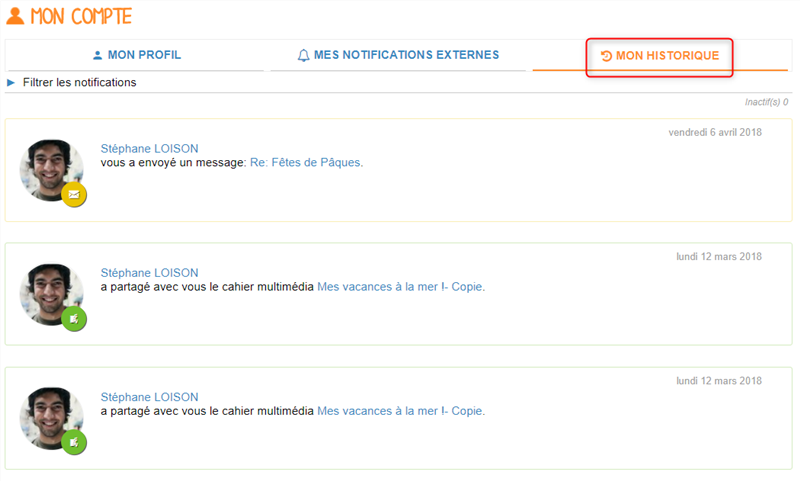 MON COMPTE
MON PROFIL MES NOTIFICATIONS EXTERNES MON HISTORIQUE
Filtrer les notifications
Inactif(s) 0
vendredi 6 avril 2018
Stéphane LOISON
vous a envoyé un message: Re: Fêtes de Pâques.
lundi 12 mars 2018
Stéphane LOISON
a partagé avec vous le cahier multimédia Mes vacances à la mer !- Copie.
lundi 12 mars 2018
Stéphane LOISON
a partagé avec vous le cahier multimédia Mes vacances à la mer !- Copie.